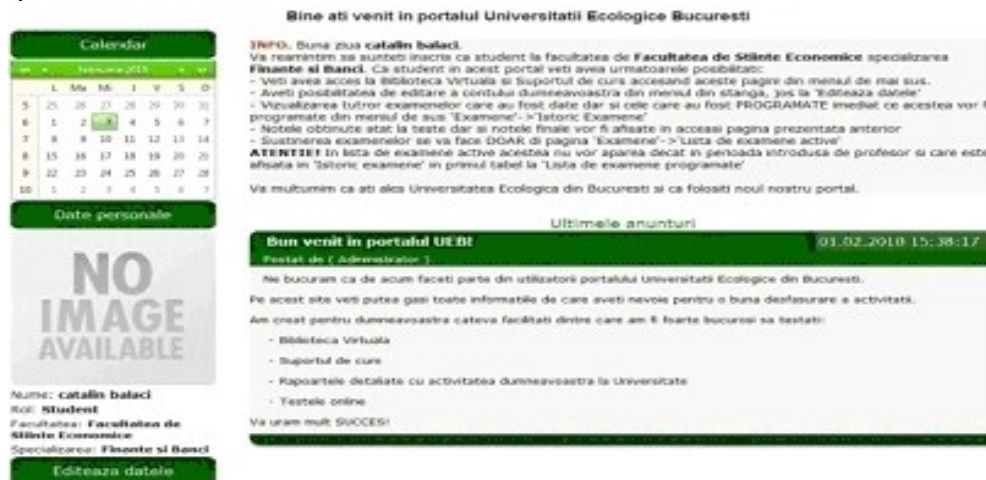 Bine ati venit in portalul Universitatii Ecologice Bucuresti
Calendar
februarie 2010
L Ma Mi J V S D
5 25 26 27 28 29 30 31
6 1 2 3 4 5 6 7
7 8 9 10 11 12 13 14
8 15 16 17 18 19 20 21
9 22 23 24 25 26 27 28
10 1 2 3 4 5 6 7
Date personale
NO
IMAGE
AVAILABLE
Nume: catalin balaci
Rol: Student
Facultatea: Facultatea de
Stiinte Economice
Specializarea: Finante si Banci
Editeaza datele
INFO. Buna ziua catalin balaci.
Va reamintim sa sunteti inscris ca student la facultatea de Facultatea de Stiinte Economice specializarea
Finante si Banci. Ca student in acest portal veti avea urmatoarele posibilitati:
- Veti avea acces la Biblioteca Virtuala si Suportul de curs accesand aceste pagini din meniul de mai sus.
- Aveti posibilitatea de editare a contului dumneavoastra din meniul din stanga, jos la 'Editeaza datele'
- Vizualizarea tutror examenelor care au fost date dar si cele care au fost PROGRAMATE imediat ce acestea vor f
programate din meniul de sus 'Examene'->'Istoric Examene'
- Notele obtinute atat la teste dar si notele finale vor fi afisate in acceasi pagina prezentata anterior
- Sustinerea examenelor se va face DOAR di pagina 'Examene'->'Lista de examene active'
ATENTIE! In lista de examene active acestea nu vor aparea decat in perioada introdusa de profesor si care este
afisata in 'Istoric examene' in primul tabel la 'Lista de examene programate'
Va multumim ca ati ales Universitatea Ecologica din Bucuresti si ca folositi noul nostru portal.
Ultimele anunturi
Bun venit in portalul UEB! 01.02.2010 15:38:17
Postat de ( Administrator )
Ne bucuram ca de acum faceti parte din utilizatorii portalului Universitatii Ecologice din Bucuresti.
Pe acest site veti putea gasi toate informatiile de care aveti nevoie pentru o buna desfasurare a activitatii.
Am creat pentru dumneavoastra cateva facilitati dintre care am fi foarte bucurosi sa testati:
- Biblioteca Virtuala
- Suportul de curs
- Rapoartele detaliate cu activitatea dumneavoastra la Universitate
- Testele online
Va uram mult SUCCES!